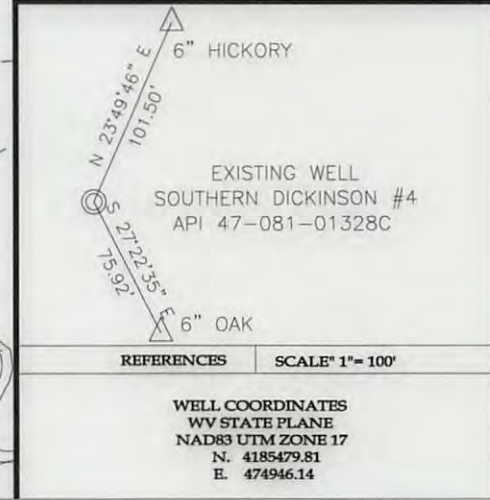 6" HICKORY
N 23°49'46" E
101.50'
EXISTING WELL
SOUTHERN DICKINSON #4
API 47-081-01328C
S 27°22'35" E
75.92'
6" OAK
REFERENCES SCALE" 1"= 100'
WELL COORDINATES
WV STATE PLANE
NAD83 UTM ZONE 17
N. 4185479.81
E. 474946.14